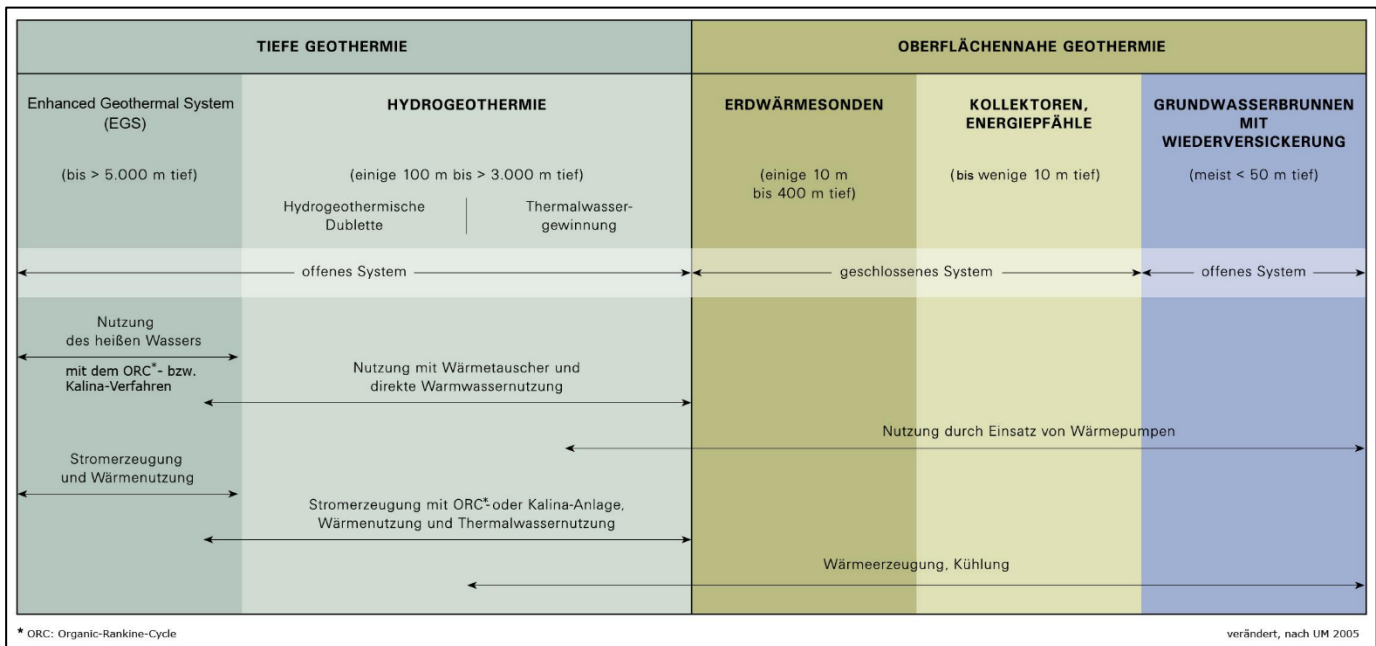 TIEFE GEOTHERMIE
OBERFLÄCHENNAHE GEOTHERMIE
Enhanced Geothermal System
(EGS)
(bis > 5.000 m tief)
HYDROGEOTHERMIE
(einige 100 m bis > 3.000 m tief)
Hydrogeothermische
Dublette
Thermalwasser-
gewinnung
ERDWÄRMESONDEN
(einige 10 m
bis 400 m tief)
KOLLEKTOREN,
ENERGIEPFÄHLE
(bis wenige 10 m tief)
GRUNDWASSERBRUNNEN
MIT
WIEDERVERSICKERUNG
(meist < 50 m tief)
offenes System
geschlossenes System
offenes System
Nutzung
des heißen Wassers
mit dem ORC*- bzw.
Kalina-Verfahren
Nutzung mit Wärmetauscher und
direkte Warmwassernutzung
Nutzung durch Einsatz von Wärmepumpen
Stromerzeugung
und Wärmenutzung
Stromerzeugung mit ORC*-oder Kalina-Anlage,
Wärmenutzung und Thermalwassernutzung
Wärmeerzeugung, Kühlung
* ORC: Organic-Rankine-Cycle
verändert, nach UM 2005